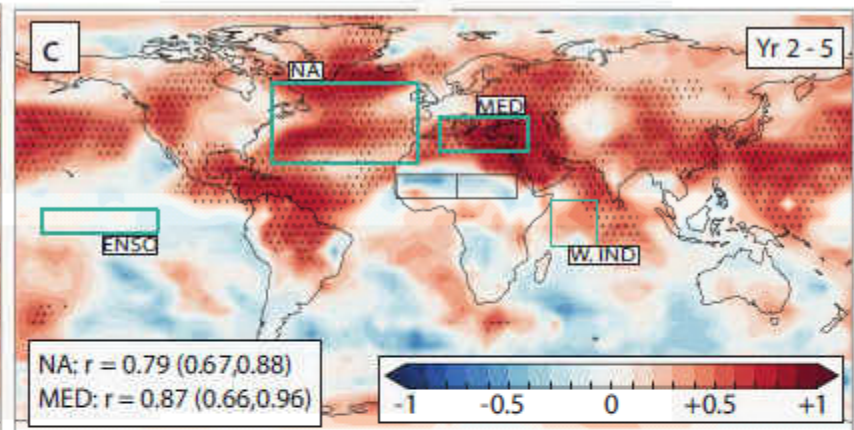 C
Yr 2 - 5
NA
MED
ENSO
W. IND
NA: r = 0.79 (0.67,0.88)
MED: r = 0.87 (0.66,0.96)
-1 -0.5 0 +0.5 +1